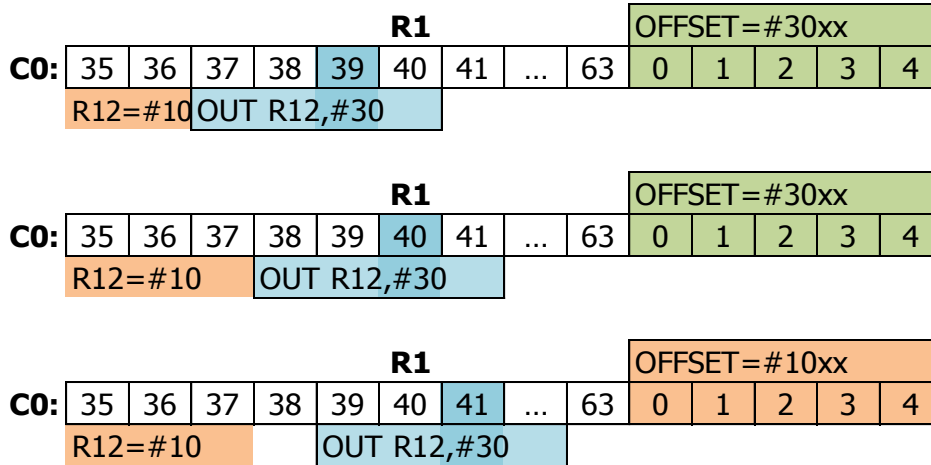 R1 OFFSET=#30xx
C0: 35 36 37 38 39 40 41 ... 63 0 1 2 3 4
R12=#10 OUT R12,#30
R1 OFFSET=#30xx
C0: 35 36 37 38 39 40 41 ... 63 0 1 2 3 4
R12=#10 OUT R12,#30
R1 OFFSET=#10xx
C0: 35 36 37 38 39 40 41 ... 63 0 1 2 3 4
R12=#10 OUT R12,#30